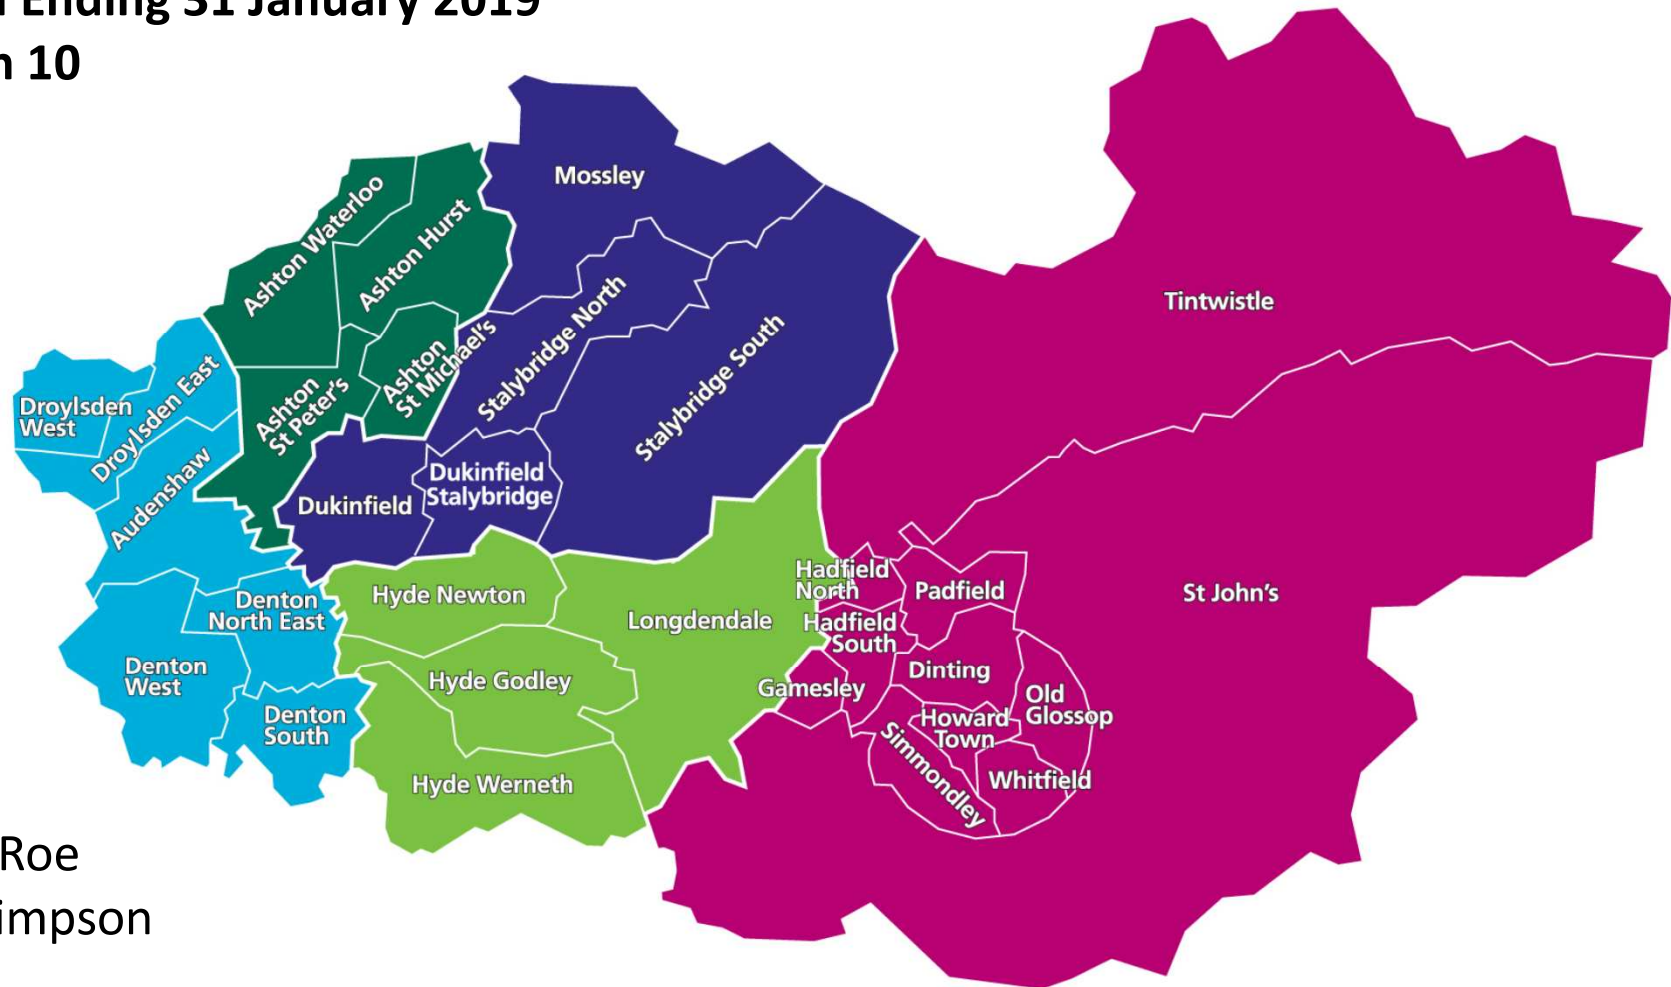 Ending 31 January 2019
10
Mossley
Ashton Waterloo
Ashton Hurst
Tintwistle
Stalybridge North
Stalybridge South
Ashton
St Michael's
Ashton
St Peter's
Droylsden
West
Droylsden East
Audenshaw
Dukinfield
Dukinfield
Stalybridge
Hadfield
North
Padfield
St John's
Hyde Newton
Denton
North East
Longdendale
Hadfield
South
Denton
West
Hyde Godley
Gamesley
Dinting
Old
Glossop
Denton
South
Howard
Town
Simmondley
Whitfield
Hyde Werneth
Roe
impson